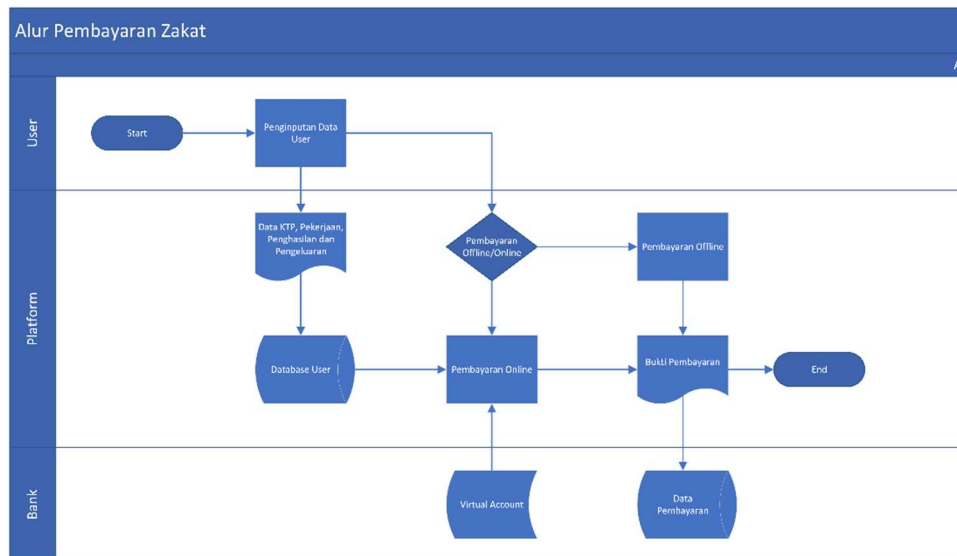 Alur Pembayaran Zakat
A
User
Start
Penginputan Data
User
Platform
Data KTP, Pekerjaan,
Penghasilan dan
Pengeluaran
Pembayaran
Offline/Online
Pembayaran Offline
Database User
Pembayaran Online
Bukti Pembayaran
End
Bank
Virtual Account
Data
Pembayaran